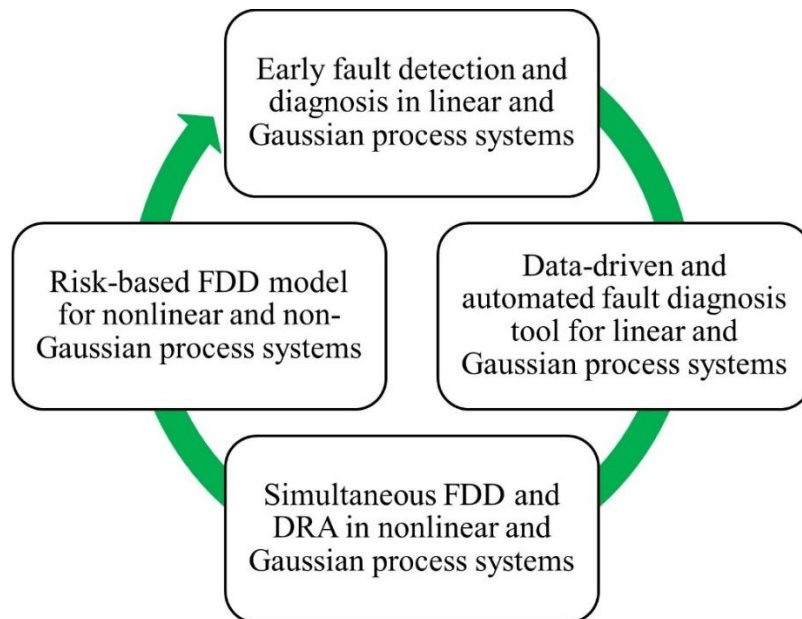 Early fault detection and
diagnosis in linear and
Gaussian process systems
Data-driven and
automated fault diagnosis
tool for linear and
Gaussian process systems
Simultaneous FDD and
DRA in nonlinear and
Gaussian process systems
Risk-based FDD model
for nonlinear and non-
Gaussian process systems